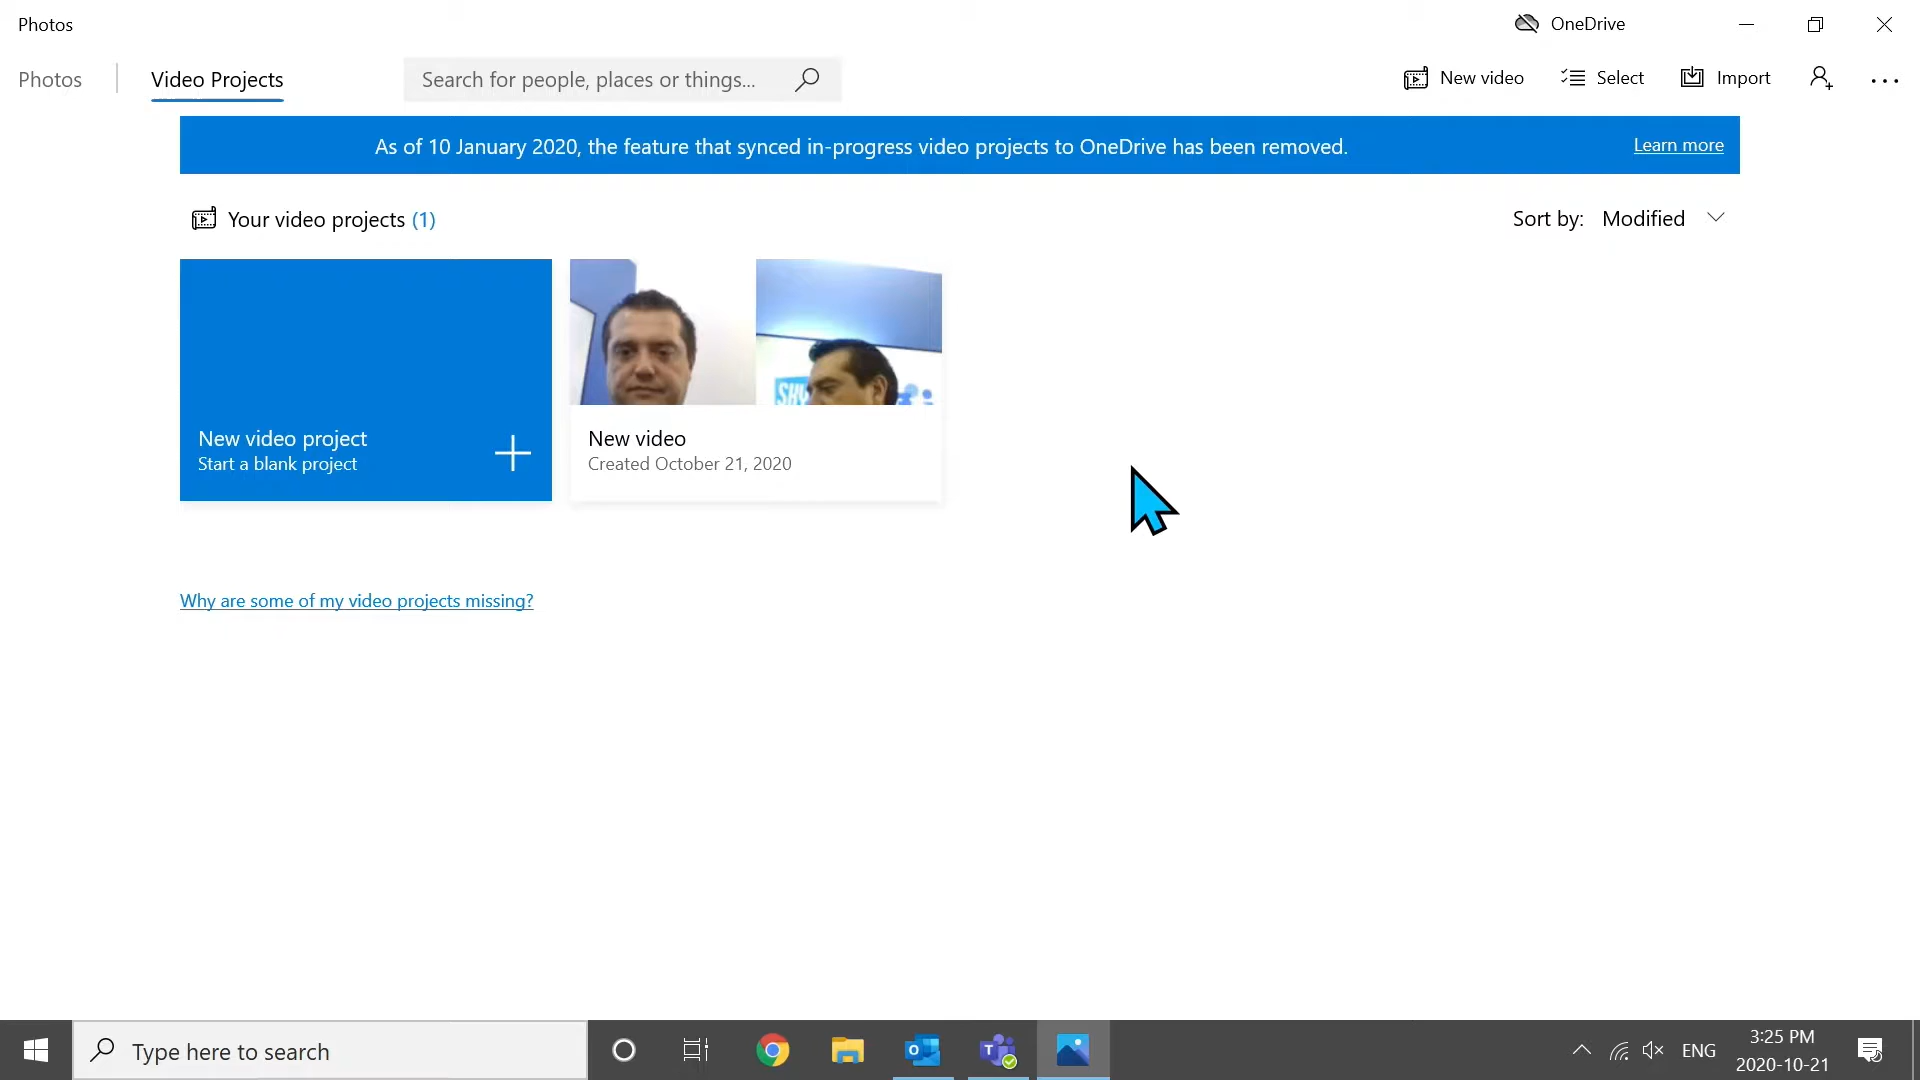 Photos
OneDrive
Photos
Video Projects
Search for people, places or things...
New video
Select
Import
As of 10 January 2020, the feature that synced in-progress video projects to OneDrive has been removed.
Learn more
Your video projects (1)
Sort by: Modified
SKY
New video project
Start a blank project
New video
Created October 21, 2020
Why are some of my video projects missing?
Type here to search
ENG
3:25 PM
2020-10-21